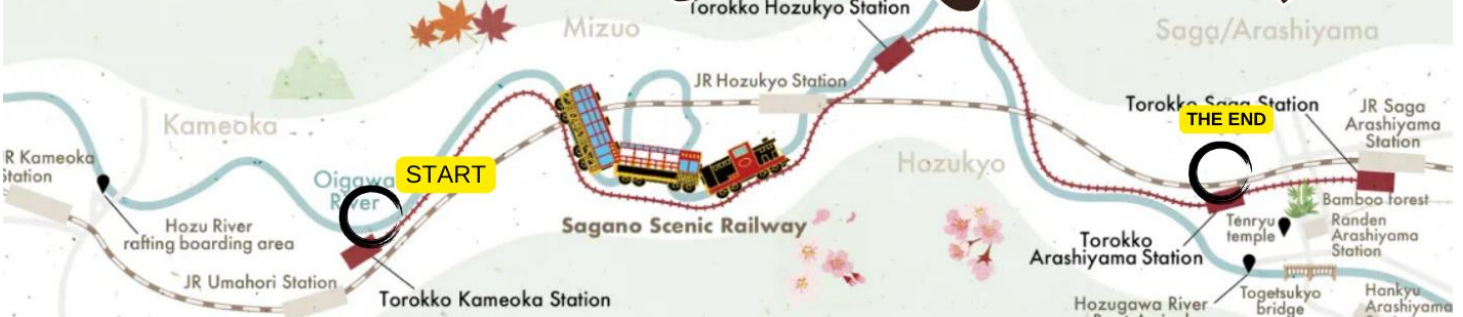 Torokko Hozukyo Station
Mizuo
Saga/Arashiyama
JR Hozukyo Station
Torokko Saga Station
THE END
JR Saga
Arashiyama
Station
Kameoka
R Kameoka
Station
Oigawa
River
START
Hozukyo
Hozu River
rafting boarding area
Sagano Scenic Railway
Bamboo forest
Tenryu
temple
Randen
Arashiyama
Station
Torokko
Arashiyama Station
JR Umahori Station
Torokko Kameoka Station
Hozugawa River
Togetsukyo
bridge
Hankyu
Arashiyama